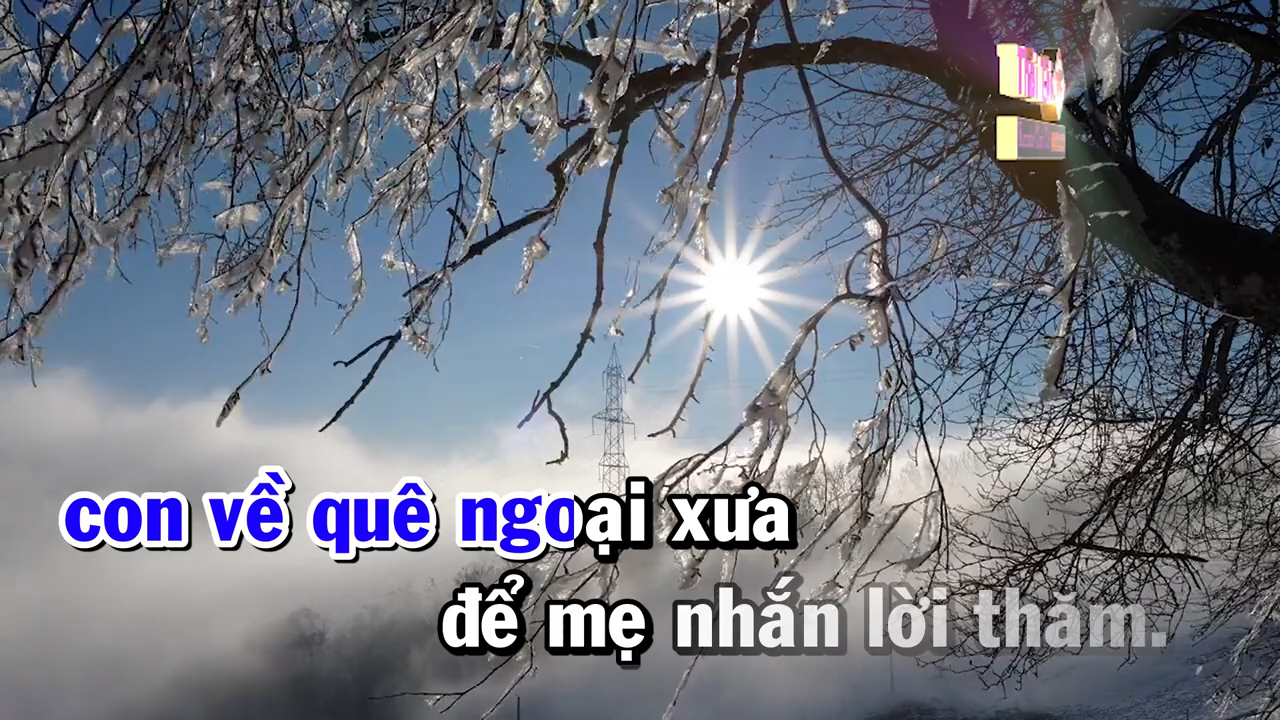 con về quê ngoại xưa
để mẹ nhắn lời thăm.